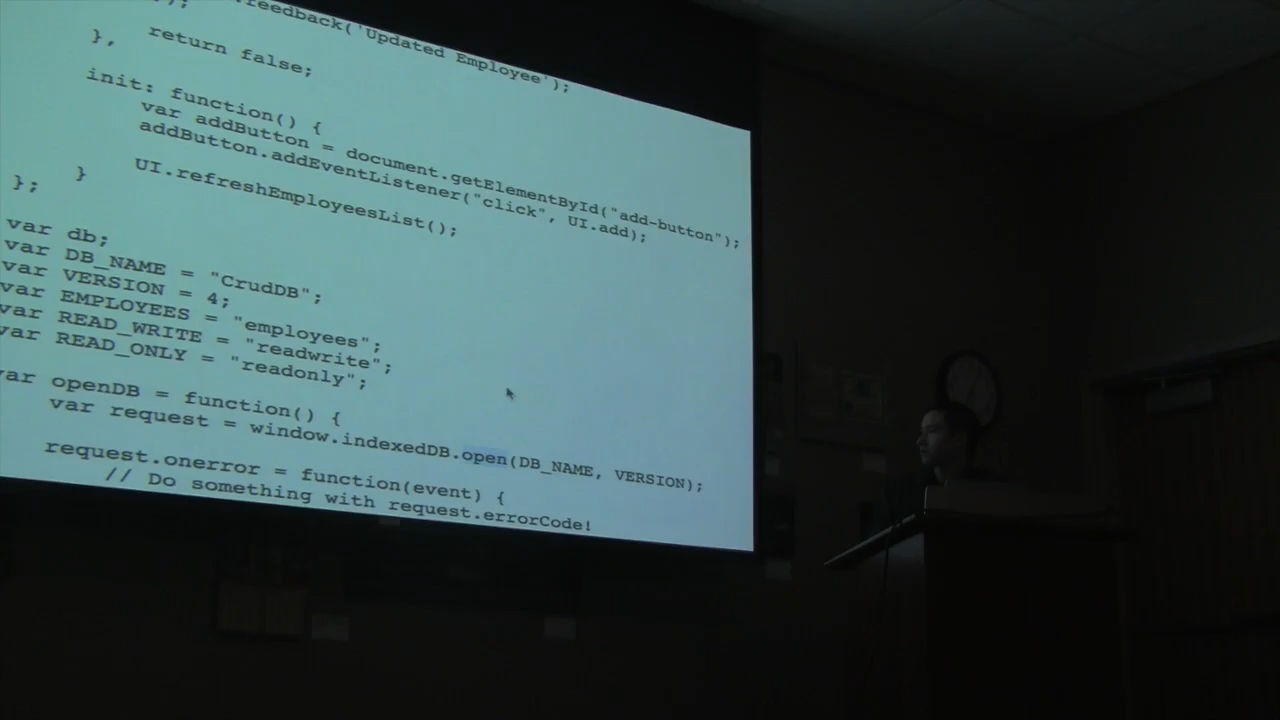 feedback('Updated Employee');
return false;
},
init: function() {
var addButton = document.getElementById("add-button");
addButton.addEventListener("click", UI.add);
UI.refreshEmployeesList();
}
};
var db;
var DB_NAME = "CrudDB";
var VERSION = 4;
var EMPLOYEES = "employees";
var READ_WRITE = "readwrite";
var READ_ONLY = "readonly";
var openDB = function() {
var request = window.indexedDB.open(DB_NAME, VERSION);
request.onerror = function(event) {
// Do something with request.errorCode!